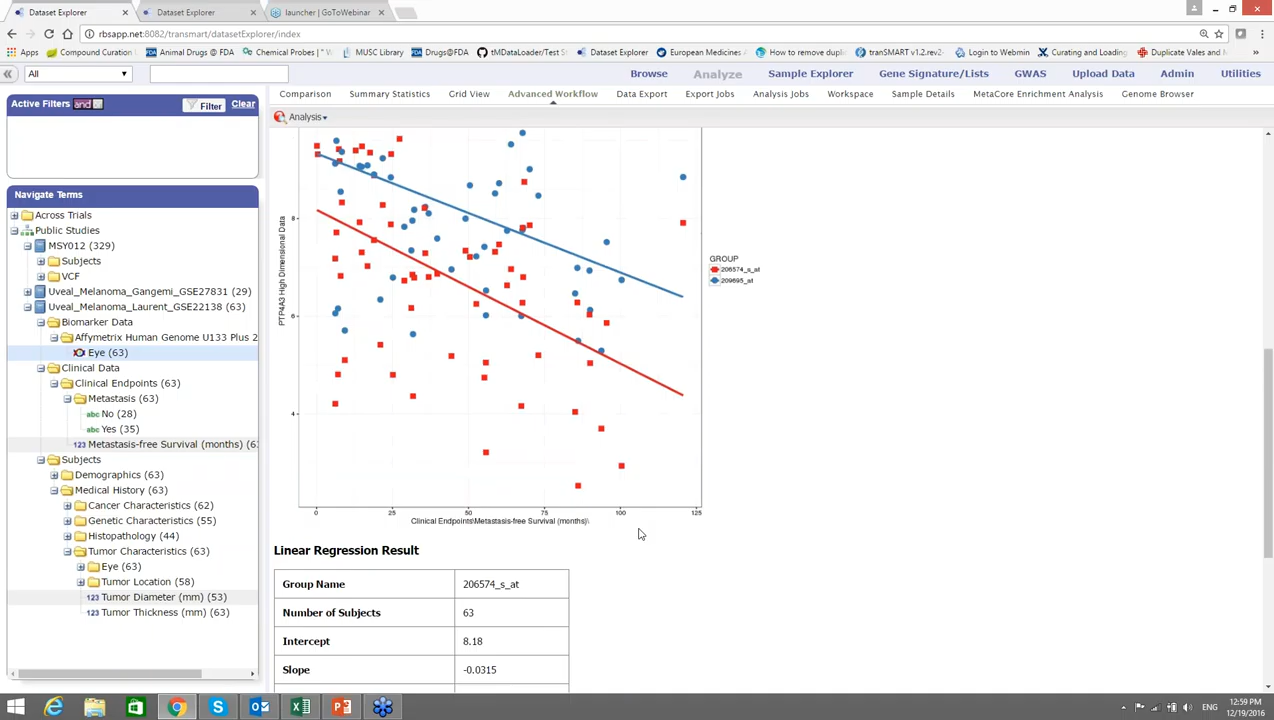 Dataset Explorer
Dataset Explorer
launcher | GoToWebinar
rbsapp.net:8082/transmart/datasetExplorer/index
Apps
Compound Curation
Animal Drugs @ FDA
Chemical Probes |
MUSC Library
Drugs@FDA
tMDataLoader/Test S
Dataset Explorer
European Medicines
How to remove duplic
tranSMART v1.2.rev2-
Login to Webmin
Curating and Loading
Duplicate Vales and
All
Browse
Analyze
Sample Explorer
Gene Signature/Lists
GWAS
Upload Data
Admin
Utilities
Active Filters
and
Filter
Clear
Comparison
Summary Statistics
Grid View
Advanced Workflow
Data Export
Export Jobs
Analysis Jobs
Workspace
Sample Details
MetaCore Enrichment Analysis
Genome Browser
Analysis
Navigate Terms
Across Trials
Public Studies
MSY012 (329)
Subjects
VCF
Uveal_Melanoma_Gangemi_GSE27831 (29)
Uveal_Melanoma_Laurent_GSE22138 (63)
Biomarker Data
Affymetrix Human Genome U133 Plus 2
Eye (63)
Clinical Data
Clinical Endpoints (63)
Metastasis (63)
abc No (28)
abc Yes (35)
123 Metastasis-free Survival (months) (6
Subjects
Demographics (63)
Medical History (63)
Cancer Characteristics (62)
Genetic Characteristics (55)
Histopathology (44)
Tumor Characteristics (63)
Eye (63)
Tumor Location (58)
123 Tumor Diameter (mm) (53)
123 Tumor Thickness (mm) (63)
PTP4A3 High Dimensional Data
8
6
4
0
25
50
75
100
125
Clinical Endpoints\Metastasis-free Survival (months)\
GROUP
206574_s_at
209695_at
Linear Regression Result
Group Name 206574_s_at
Number of Subjects 63
Intercept 8.18
Slope -0.0315
ENG
12:59 PM
12/19/2016